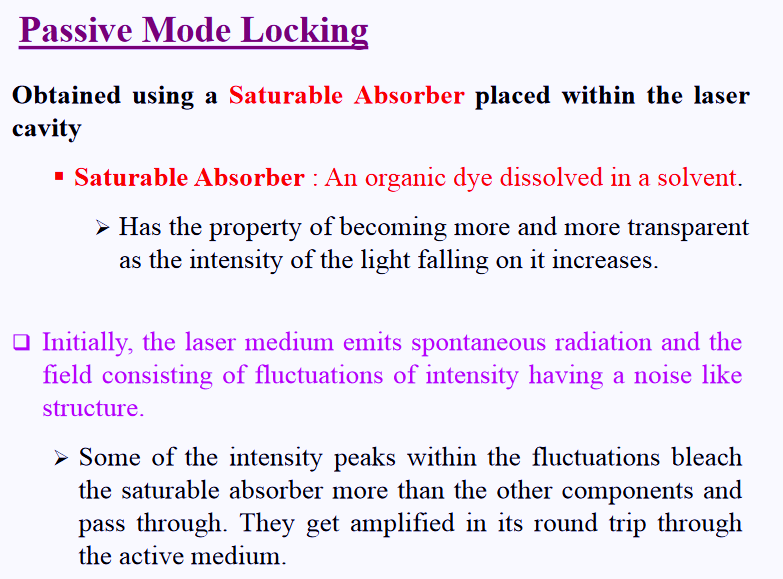 Passive Mode Locking
Obtained using a Saturable Absorber placed within the laser
cavity
▪ Saturable Absorber : An organic dye dissolved in a solvent.
➢ Has the property of becoming more and more transparent
as the intensity of the light falling on it increases.
❑ Initially, the laser medium emits spontaneous radiation and the
field consisting of fluctuations of intensity having a noise like
structure.
➢ Some of the intensity peaks within the fluctuations bleach
the saturable absorber more than the other components and
pass through. They get amplified in its round trip through
the active medium.